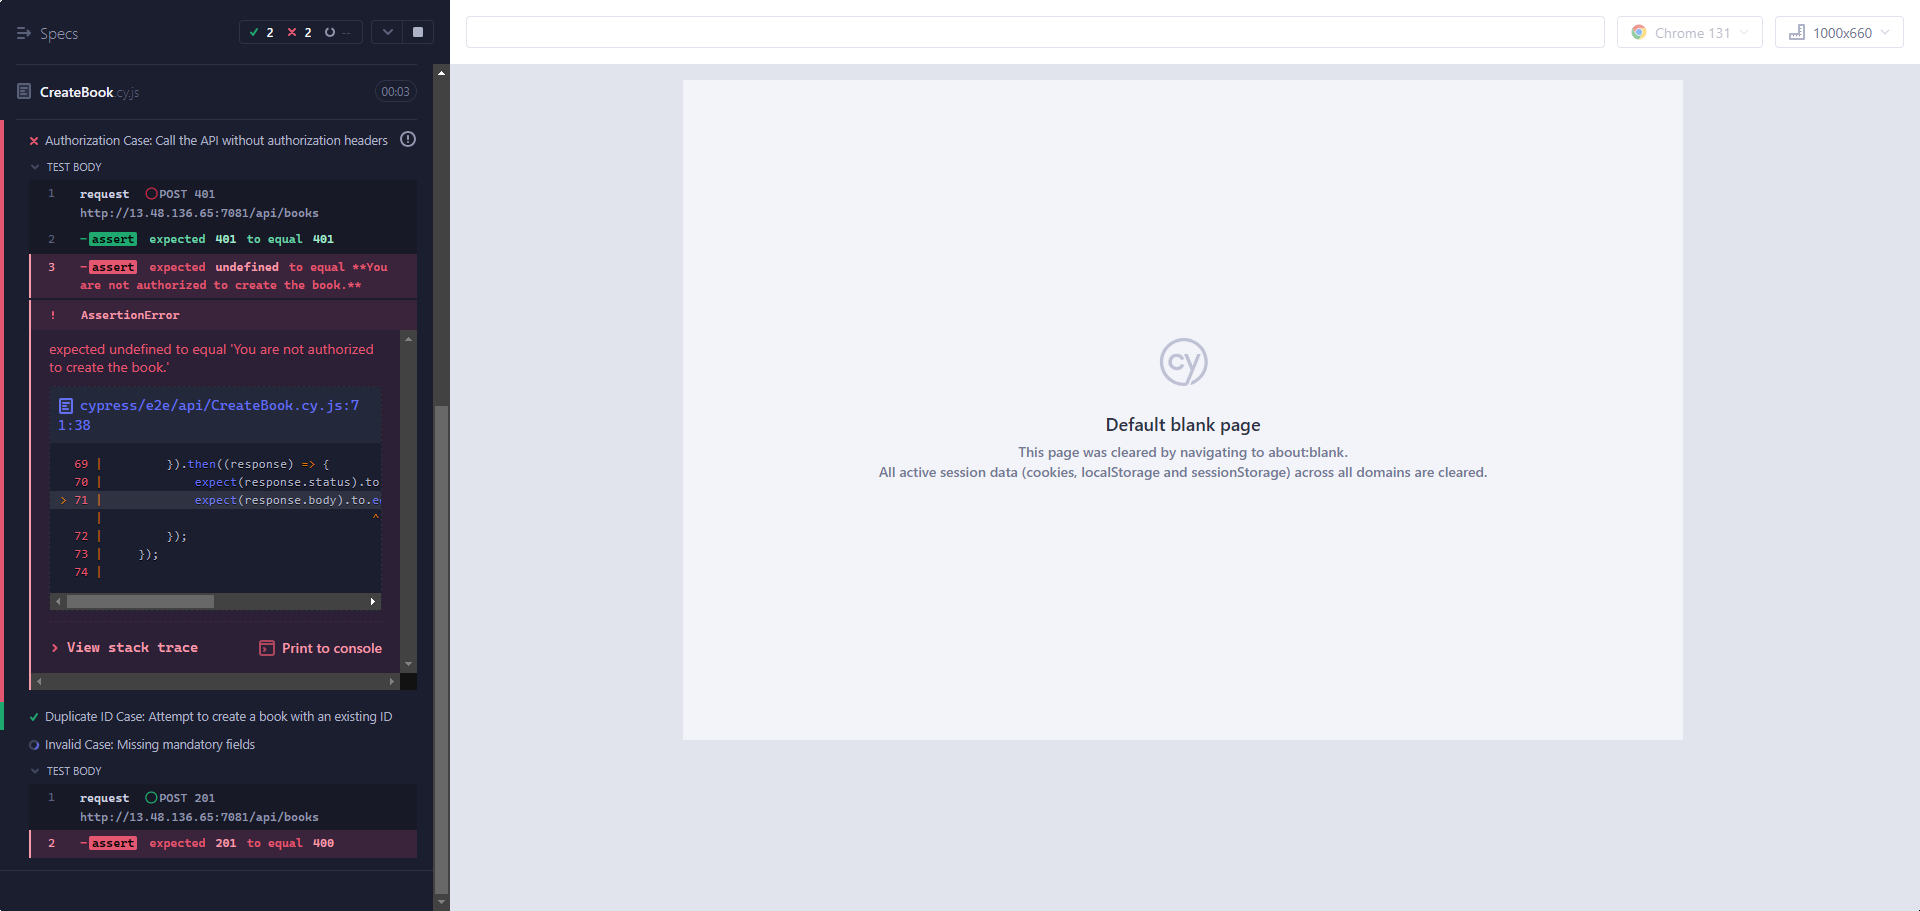 Specs
2 2 --
Chrome 131
1000x660
CreateBook.cy.js
00:03
Authorization Case: Call the API without authorization headers
TEST BODY
1 request POST 401
http://13.48.136.65:7081/api/books
2 -assert expected 401 to equal 401
3 -assert expected undefined to equal **You
are not authorized to create the book.**
! AssertionError
expected undefined to equal 'You are not authorized
to create the book.'
cypress/e2e/api/CreateBook.cy.js:7
1:38
69 | }).then((response) => {
70 | expect(response.status).to
> 71 | expect(response.body).to.e
| ^
72 | });
73 | });
74 |
> View stack trace
Print to console
Duplicate ID Case: Attempt to create a book with an existing ID
Invalid Case: Missing mandatory fields
TEST BODY
1 request POST 201
http://13.48.136.65:7081/api/books
2 -assert expected 201 to equal 400
cy
Default blank page
This page was cleared by navigating to about:blank.
All active session data (cookies, localStorage and sessionStorage) across all domains are cleared.